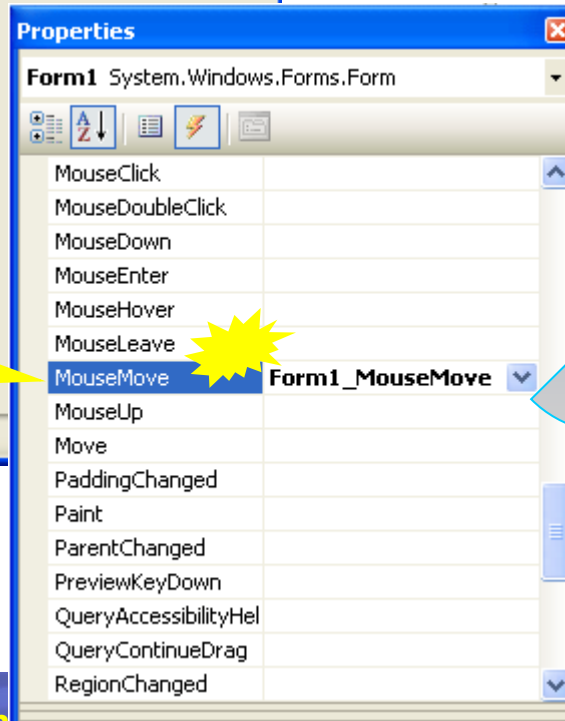 Properties
Form1 System.Windows.Forms.Form
MouseClick
MouseDoubleClick
MouseDown
MouseEnter
MouseHover
MouseLeave
MouseMove Form1_MouseMove
MouseUp
Move
PaddingChanged
Paint
ParentChanged
PreviewKeyDown
QueryAccessibilityHel
QueryContinueDrag
RegionChanged